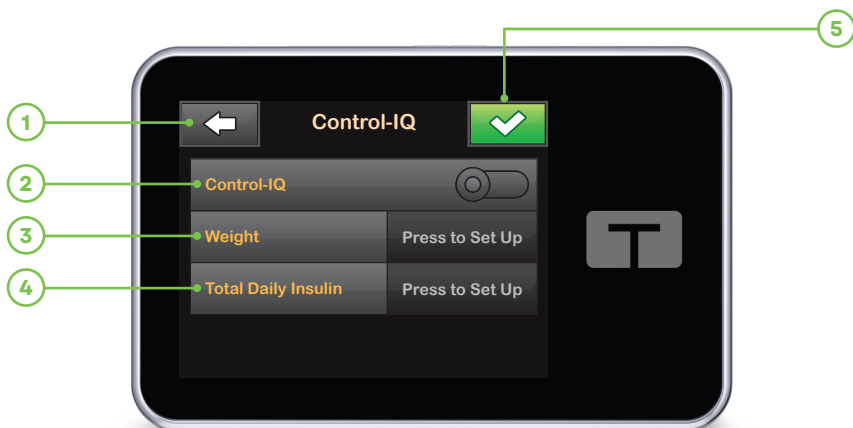 5
1
Control-IQ
2
Control-IQ
3
Weight
Press to Set Up
4
Total Daily Insulin
Press to Set Up
T